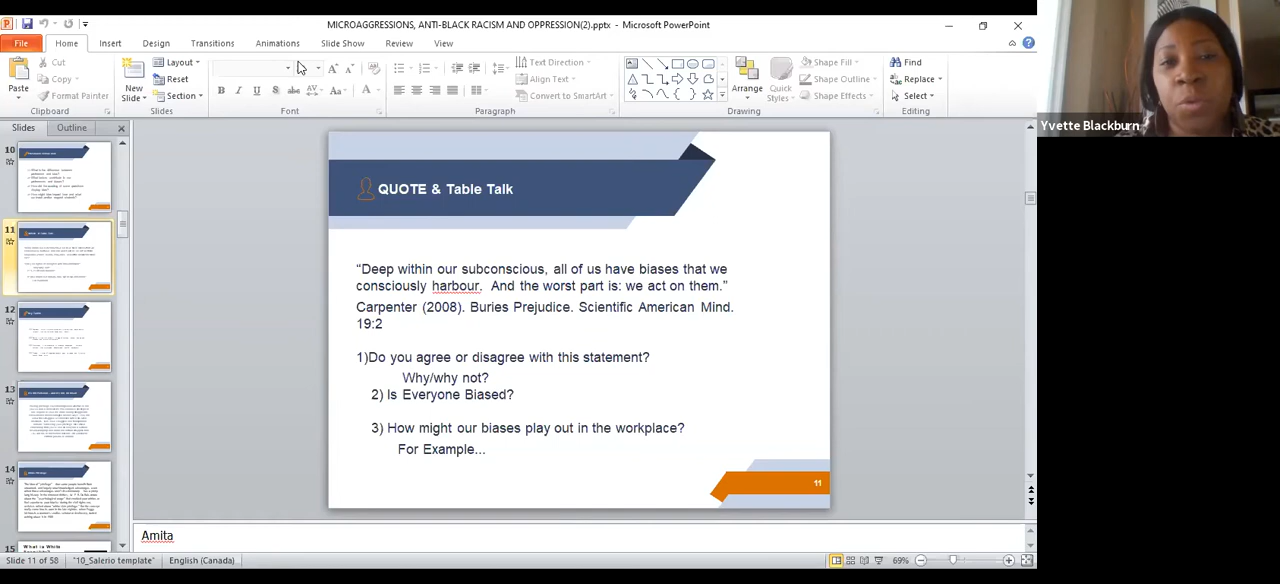 MICROAGGRESSIONS, ANTI-BLACK RACISM AND OPPRESSION(2).pptx - Microsoft PowerPoint
File Home Insert Design Transitions Animations Slide Show Review View
Cut
Copy
Format Painter
Paste
Clipboard
New
Slide
Layout
Reset
Section
Slides
B I U S abc AV Aa A
Font
Text Direction
Align Text
Convert to SmartArt
Paragraph
Arrange
Quick
Styles
Shape Fill
Shape Outline
Shape Effects
Drawing
Find
Replace
Select
Editing
Yvette Blackburn
Slides Outline
10
11
12
13
14
15
What is White
QUOTE & Table Talk
“Deep within our subconscious, all of us have biases that we
consciously harbour. And the worst part is: we act on them.”
Carpenter (2008). Buries Prejudice. Scientific American Mind.
19:2
1)Do you agree or disagree with this statement?
Why/why not?
2) Is Everyone Biased?
3) How might our biases play out in the workplace?
For Example...
11
Amita
Slide 11 of 58 "10_Salerio template" English (Canada) 69%